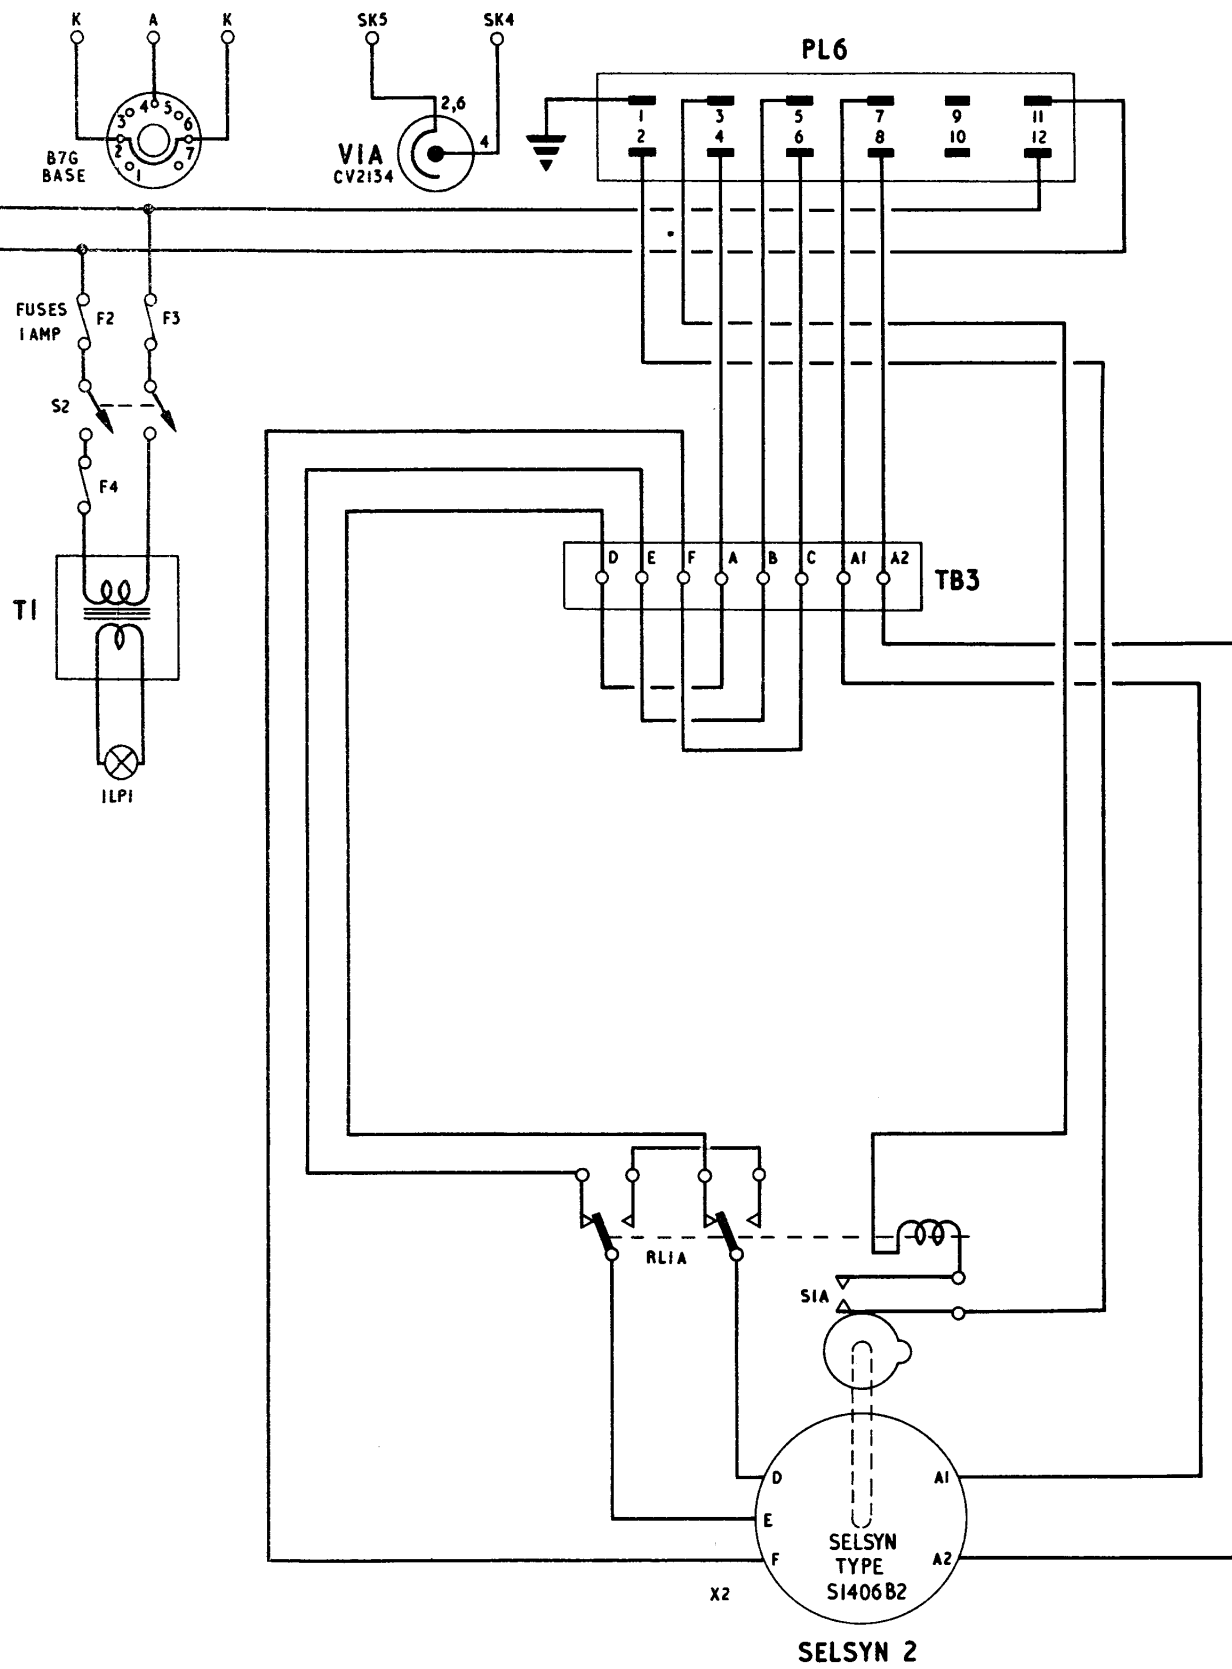 K A K
SK5 SK4
PL6
4 5
3 6
2 7
1
B7G
BASE
2,6
4
V1A
CV2134
1 3 5 7 9 11
2 4 6 8 10 12
FUSES
1 AMP
F2 F3
S2
F4
D E F A B C A1 A2
TB3
T1
ILP1
RL1A
S1A
D A1
E
F A2
SELSYN
TYPE
S1406B2
X2
SELSYN 2